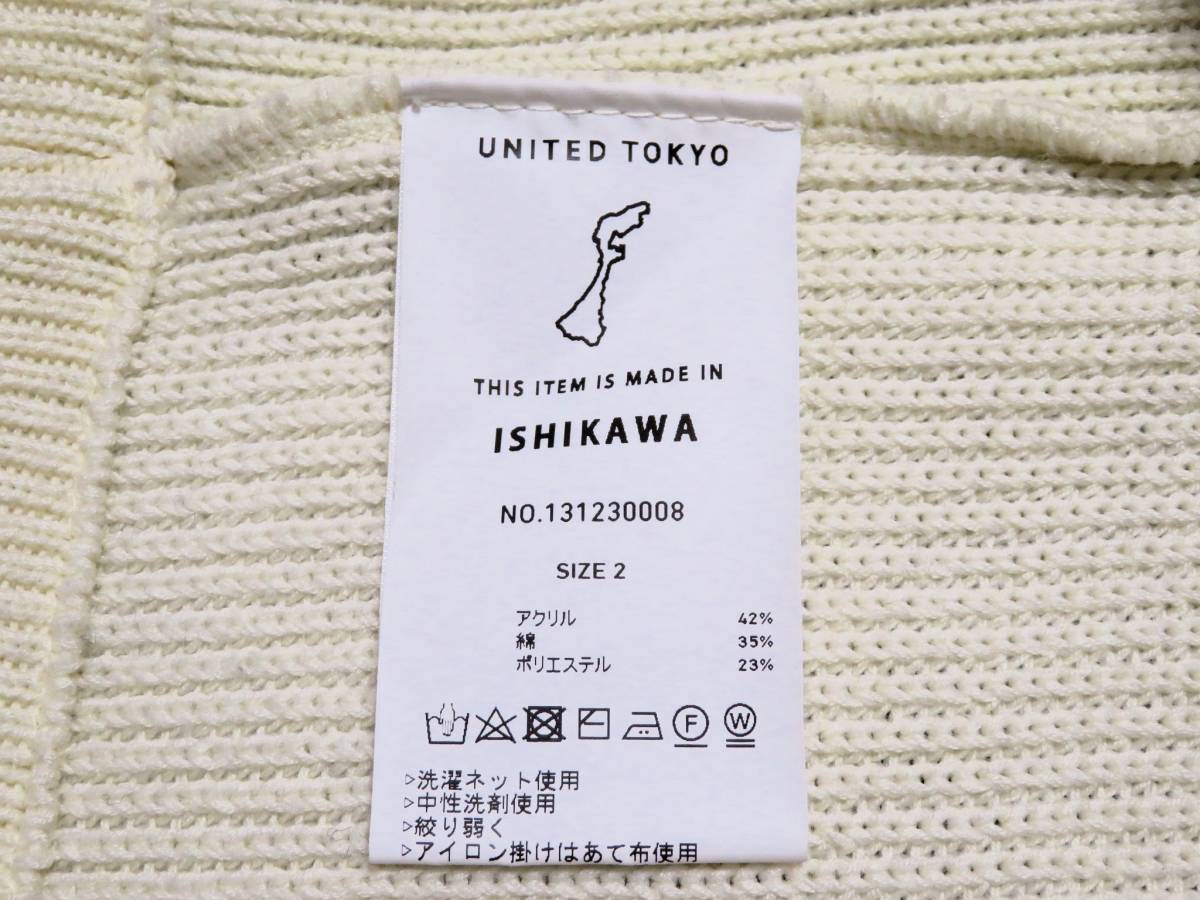 UNITED TOKYO
THIS ITEM IS MADE IN
ISHIKAWA
NO.131230008
SIZE 2
アクリル 42%
綿 35%
ポリエステル 23%
F W
▷洗濯ネット使用
▷中性洗剤使用
▷絞り弱く
▷アイロン掛けはあて布使用